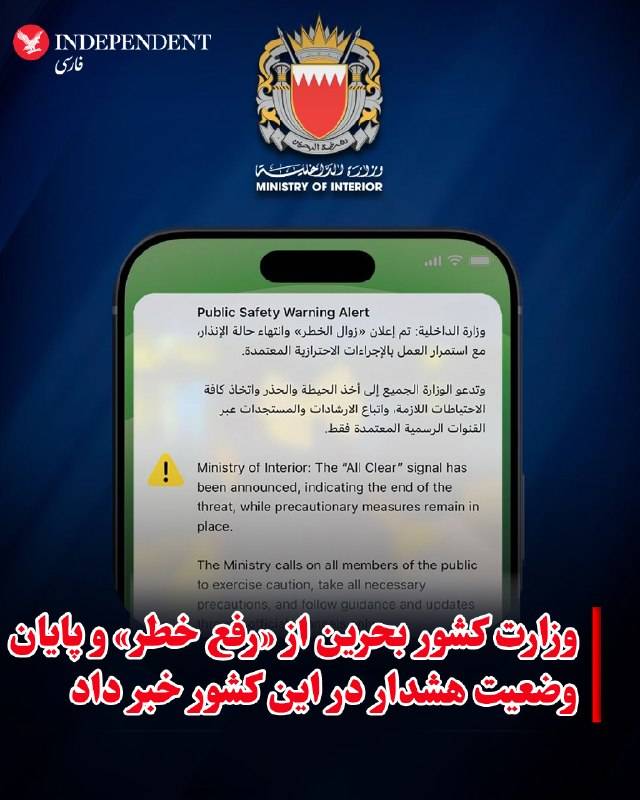 INDEPENDENT
فارسی
وزارة الداخلية
MINISTRY OF INTERIOR
Public Safety Warning Alert
وزارة الداخلية: تم إعلان «زوال الخطر» وانتهاء حالة الإنذار،
مع استمرار العمل بالإجراءات الاحترازية المعتمدة.
وتدعو الوزارة الجميع إلى أخذ الحيطة والحذر واتخاذ كافة
الاحتياطات اللازمة، واتباع الارشادات والمستجدات عبر
القنوات الرسمية المعتمدة فقط.
Ministry of Interior: The “All Clear” signal has
been announced, indicating the end of the
threat, while precautionary measures remain in
place.
The Ministry calls on all members of the public
to exercise caution, take all necessary
precautions, and follow guidance and updates
وزارت کشور بحرین از «رفع خطر» و پایان
وضعیت هشدار در این کشور خبر داد